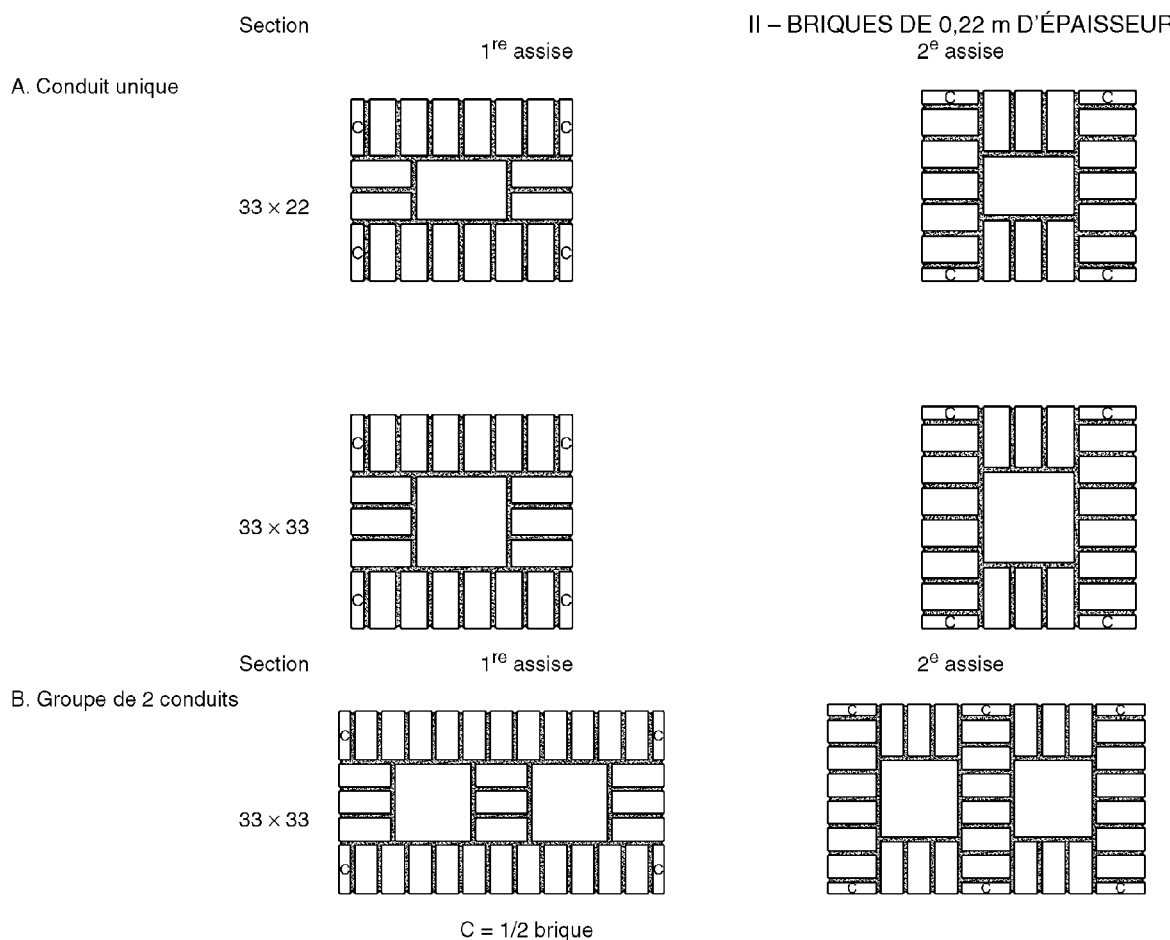 Section
II – BRIQUES DE 0,22 m D'ÉPAISSEUR
1re assise
2e assise
A. Conduit unique
C C
C C
33 × 22
C C
C C
C C
C C
33 × 33
C C
C C
Section
1re assise
2e assise
B. Groupe de 2 conduits
C C
C C C
33 × 33
C C
C C C
C = 1/2 brique